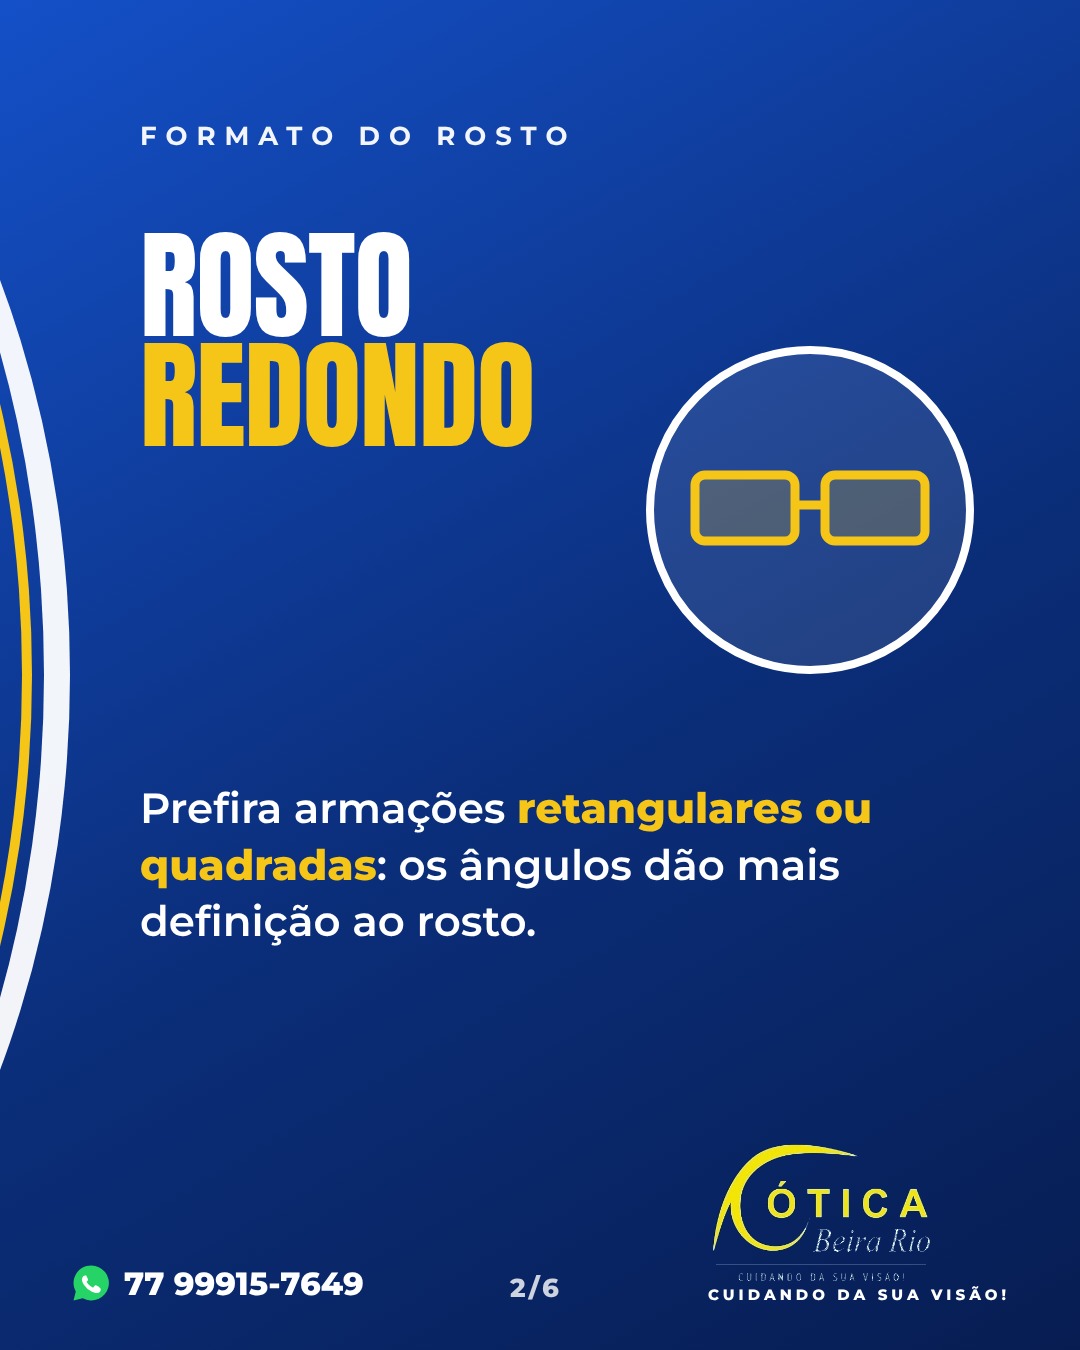 FORMATO DO ROSTO
ROSTO
REDONDO
Prefira armações retangulares ou
quadradas: os ângulos dão mais
definição ao rosto.
ÓTICA
Beira Rio
CUIDANDO DA SUA VISÃO!
CUIDANDO DA SUA VISÃO!
77 99915-7649
2/6